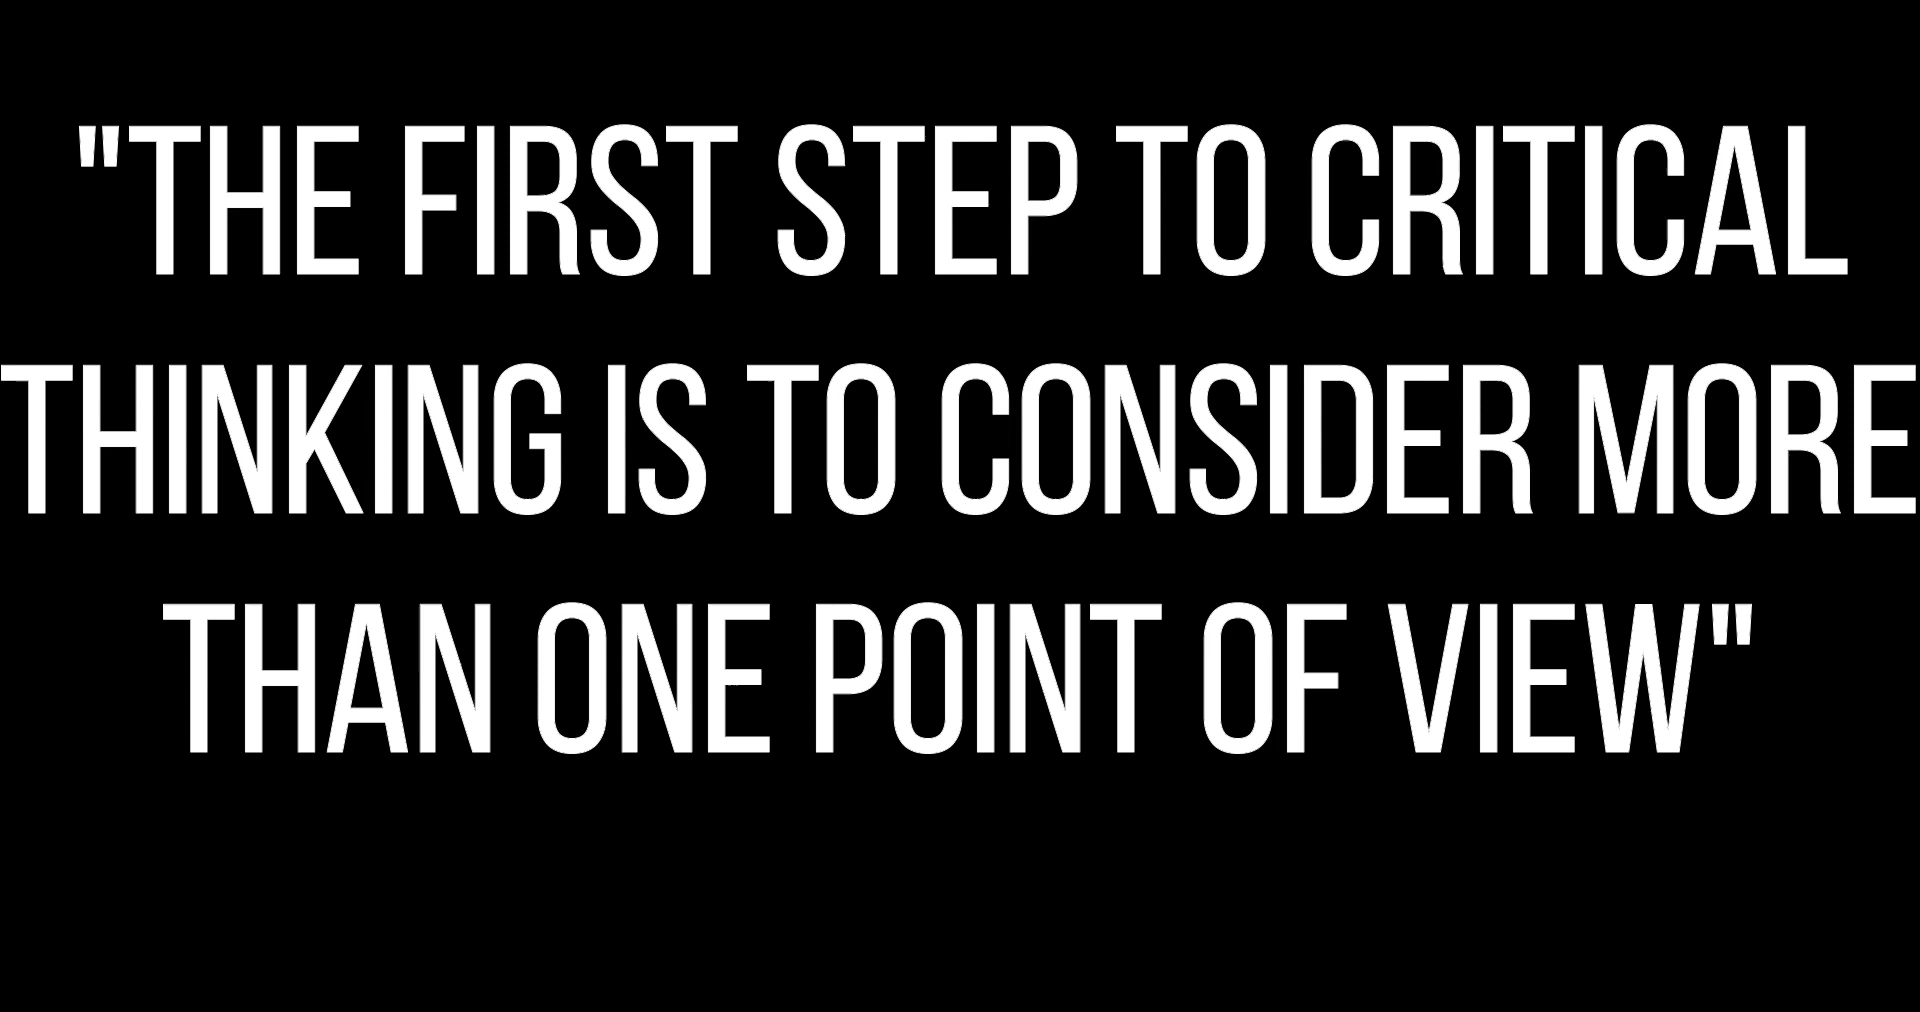 "THE FIRST STEP TO CRITICAL
THINKING IS TO CONSIDER MORE
THAN ONE POINT OF VIEW"